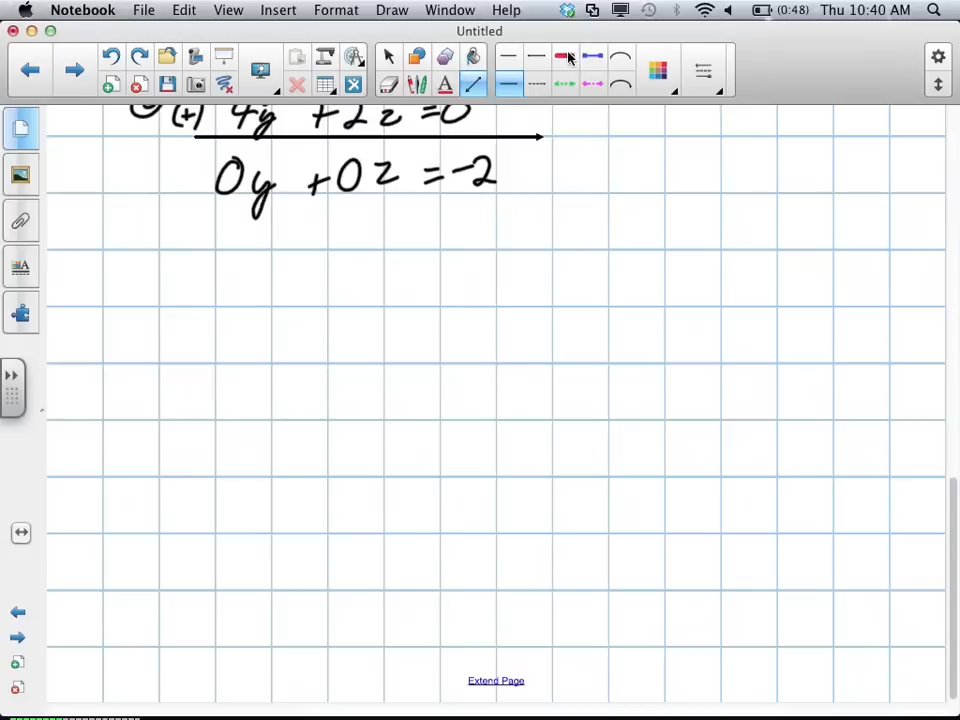 Notebook File Edit View Insert Format Draw Window Help (0:48) Thu 10:40 AM
Untitled
(+) 4y + 2z = 0
0y + 0z = -2
Extend Page